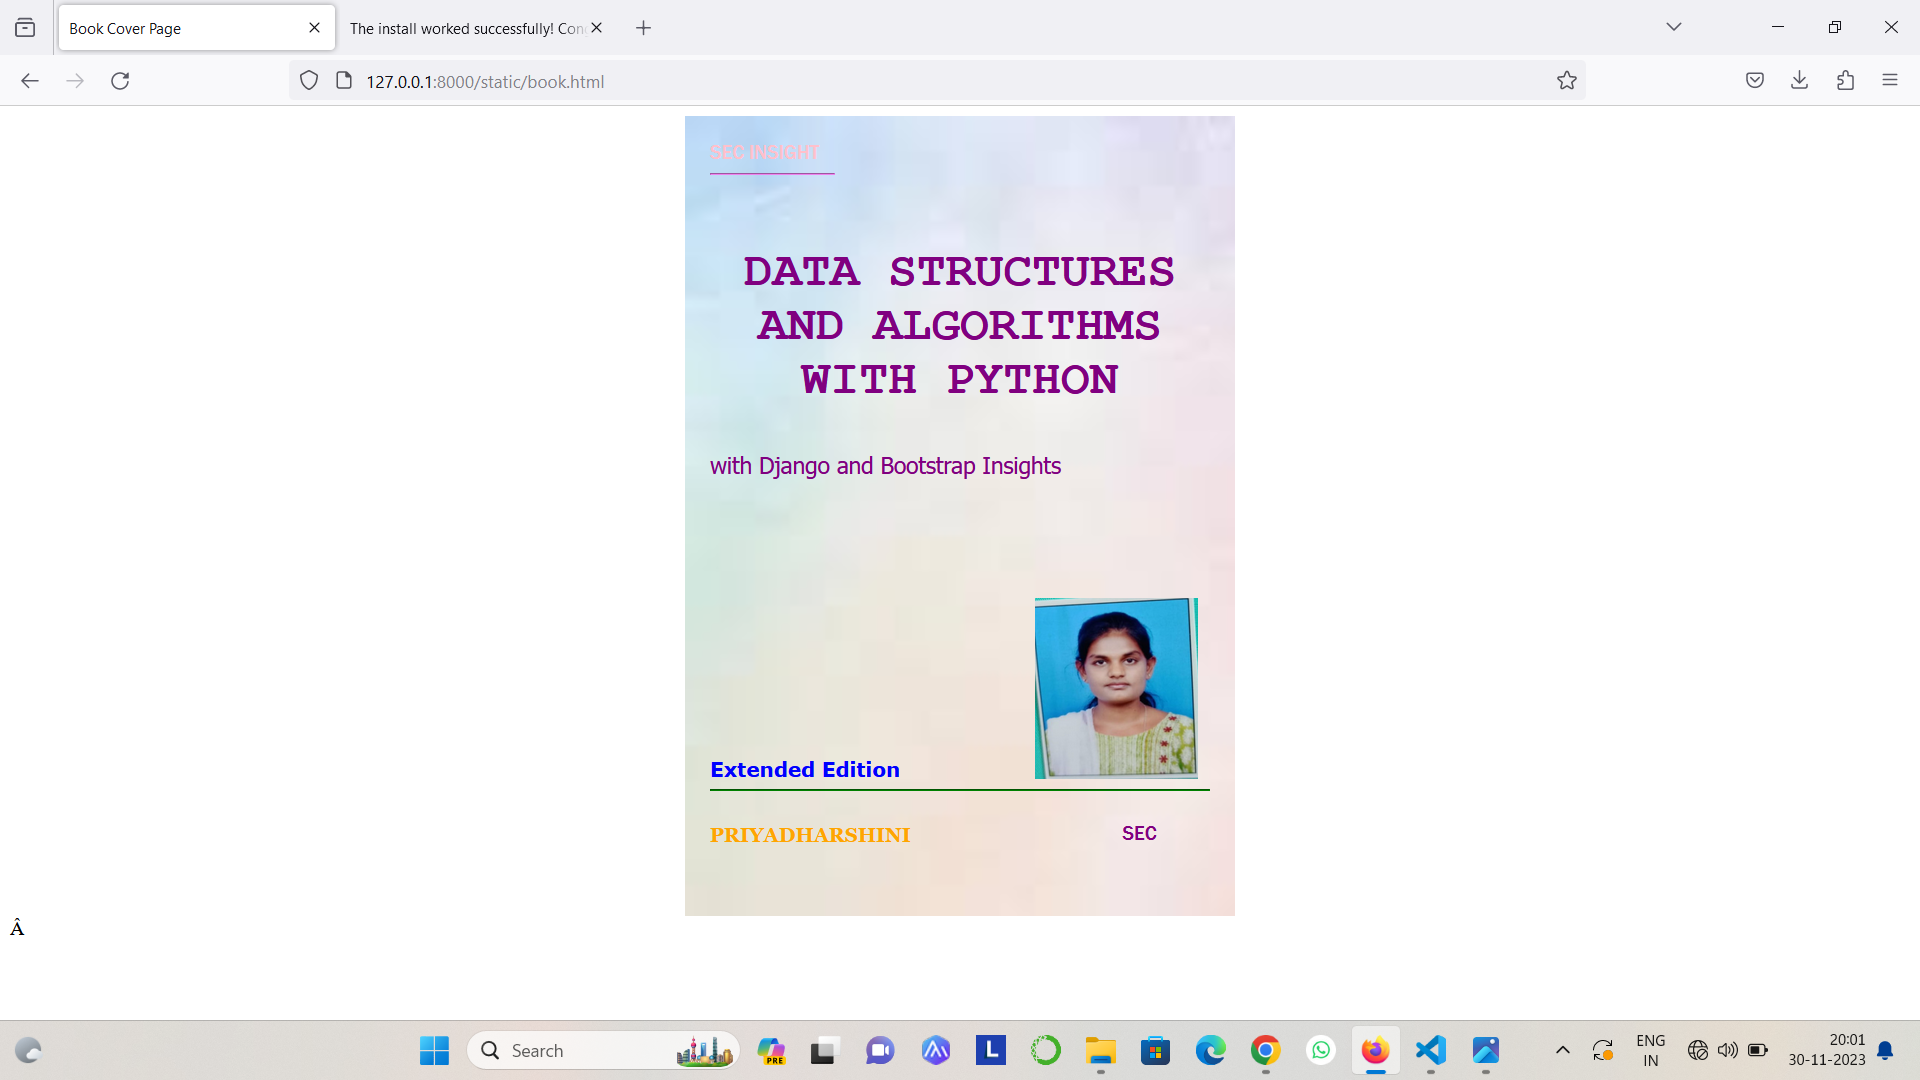 Book Cover Page
The install worked successfully! Con
127.0.0.1:8000/static/book.html
SEC INSIGHT
DATA STRUCTURES
AND ALGORITHMS
WITH PYTHON
with Django and Bootstrap Insights
Extended Edition
PRIYADHARSHINI
SEC
Â
Search
PRE
L
ENG
IN
20:01
30-11-2023